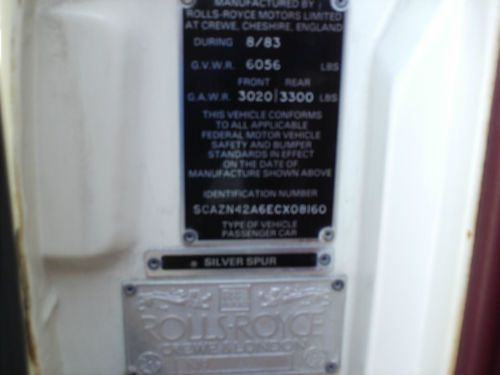 MANUFACTURED BY
ROLLS-ROYCE MOTORS LIMITED
AT CREWE, CHESHIRE, ENGLAND
DURING 8/83
G.V.W.R. 6056 LBS
FRONT REAR
G.A.W.R. 3020 3300 LBS
THIS VEHICLE CONFORMS
TO ALL APPLICABLE
FEDERAL MOTOR VEHICLE
SAFETY AND BUMPER
STANDARDS IN EFFECT
ON THE DATE OF
MANUFACTURE SHOWN ABOVE
IDENTIFICATION NUMBER
SCAZN42A6ECX08160
TYPE OF VEHICLE
PASSENGER CAR
SILVER SPUR
ROLLS-ROYCE
CREWE & LONDON